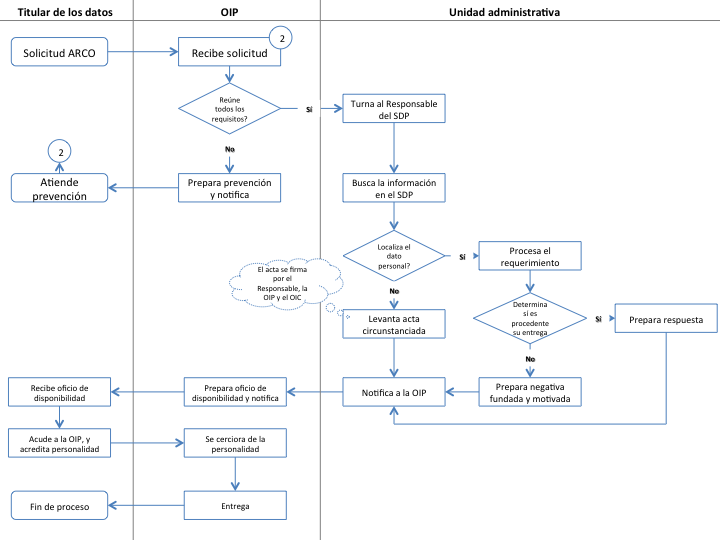 Titular de los datos
OIP
Unidad administrativa
Solicitud ARCO
Recibe solicitud
2
Reúne
todos los
requisitos?
Sí
Turna al Responsable
del SDP
No
2
Atiende
prevención
Prepara prevención
y notifica
Busca la información
en el SDP
Localiza el
dato
personal?
Sí
Procesa el
requerimiento
El acta se firma
por el
Responsable, la
OIP y el OIC
No
Levanta acta
circunstanciada
Determina
si es
procedente
su entrega
Sí
Prepara respuesta
No
Recibe oficio de
disponibilidad
Prepara oficio de
disponibilidad y notifica
Notifica a la OIP
Prepara negativa
fundada y motivada
Acude a la OIP, y
acredita personalidad
Se cerciora de la
personalidad
Fin de proceso
Entrega